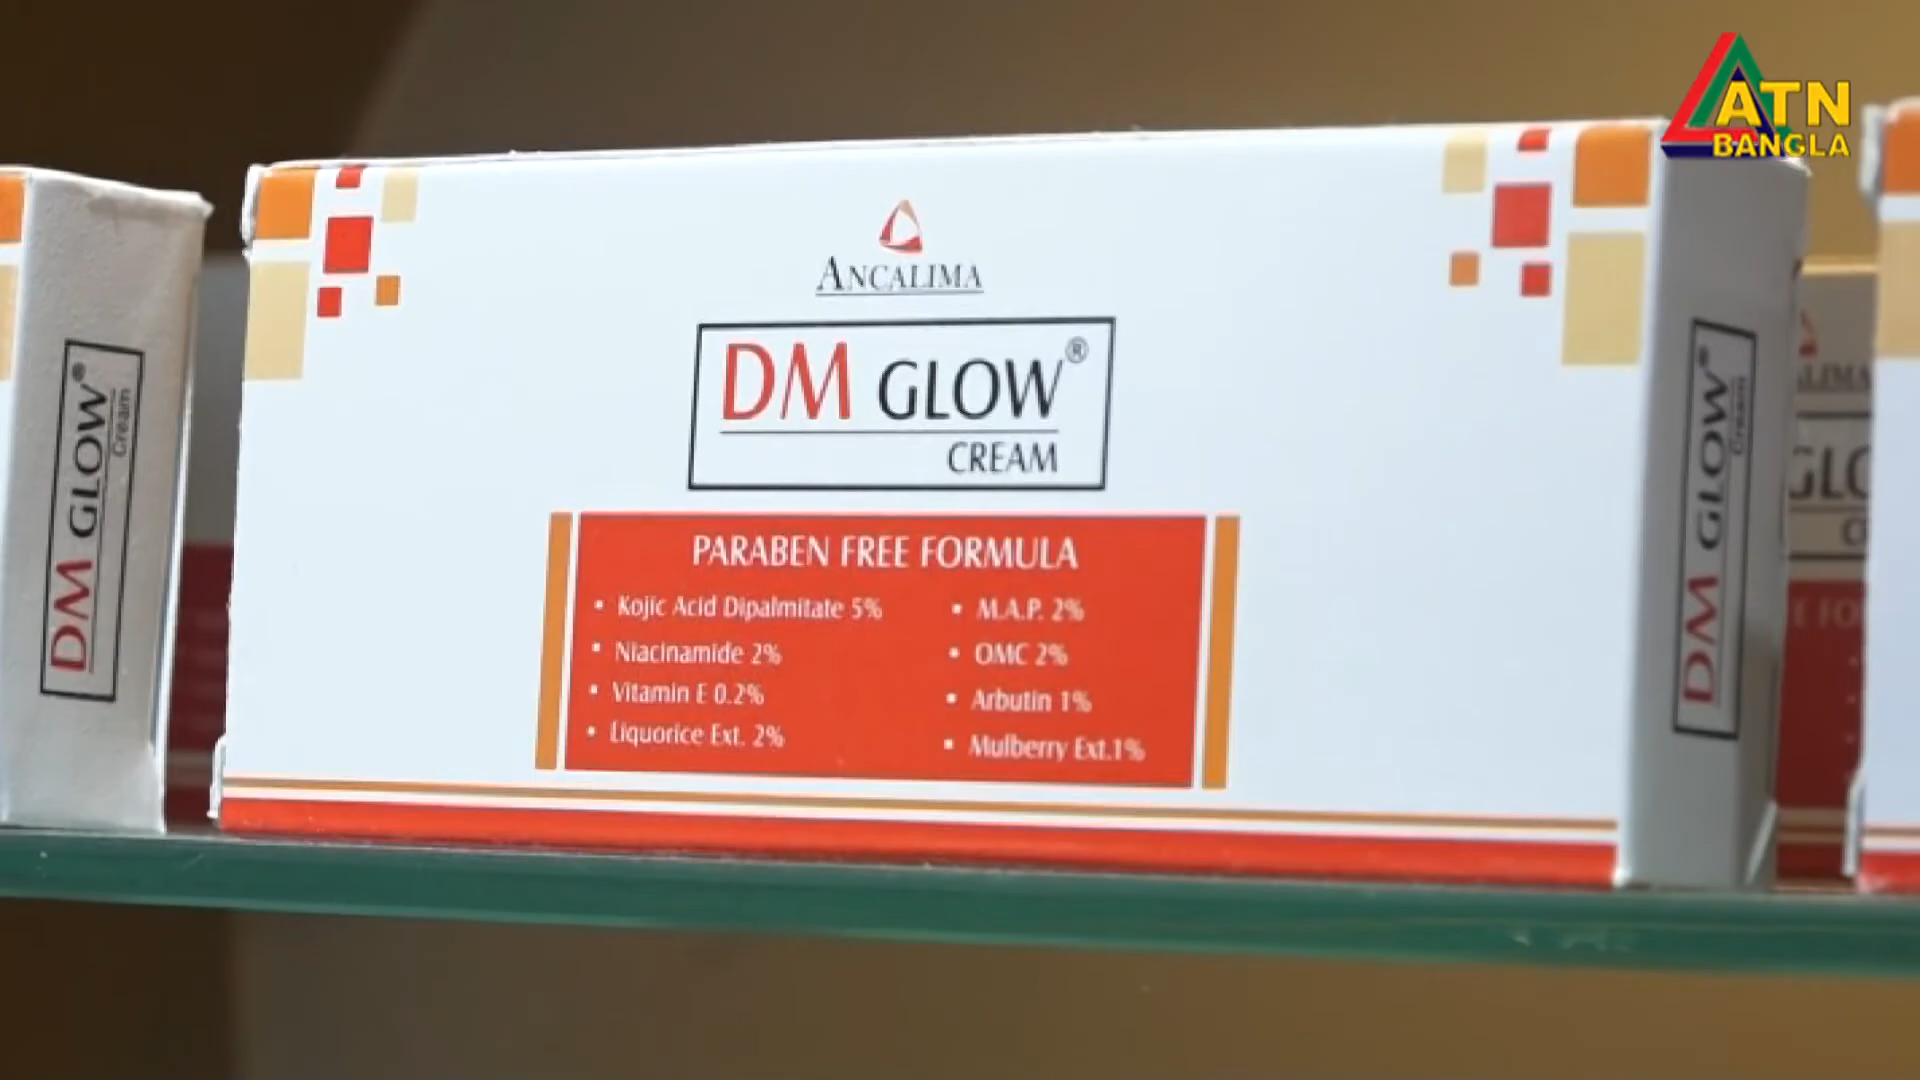 ATN
BANGLA
ANCALIMA
DM GLOW®
CREAM
PARABEN FREE FORMULA
• Kojic Acid Dipalmitate 5%
• Niacinamide 2%
• Vitamin E 0.2%
• Liquorice Ext. 2%
• M.A.P. 2%
• OMC 2%
• Arbutin 1%
• Mulberry Ext.1%
DM GLOW®
Cream
DM GLOW®
Cream